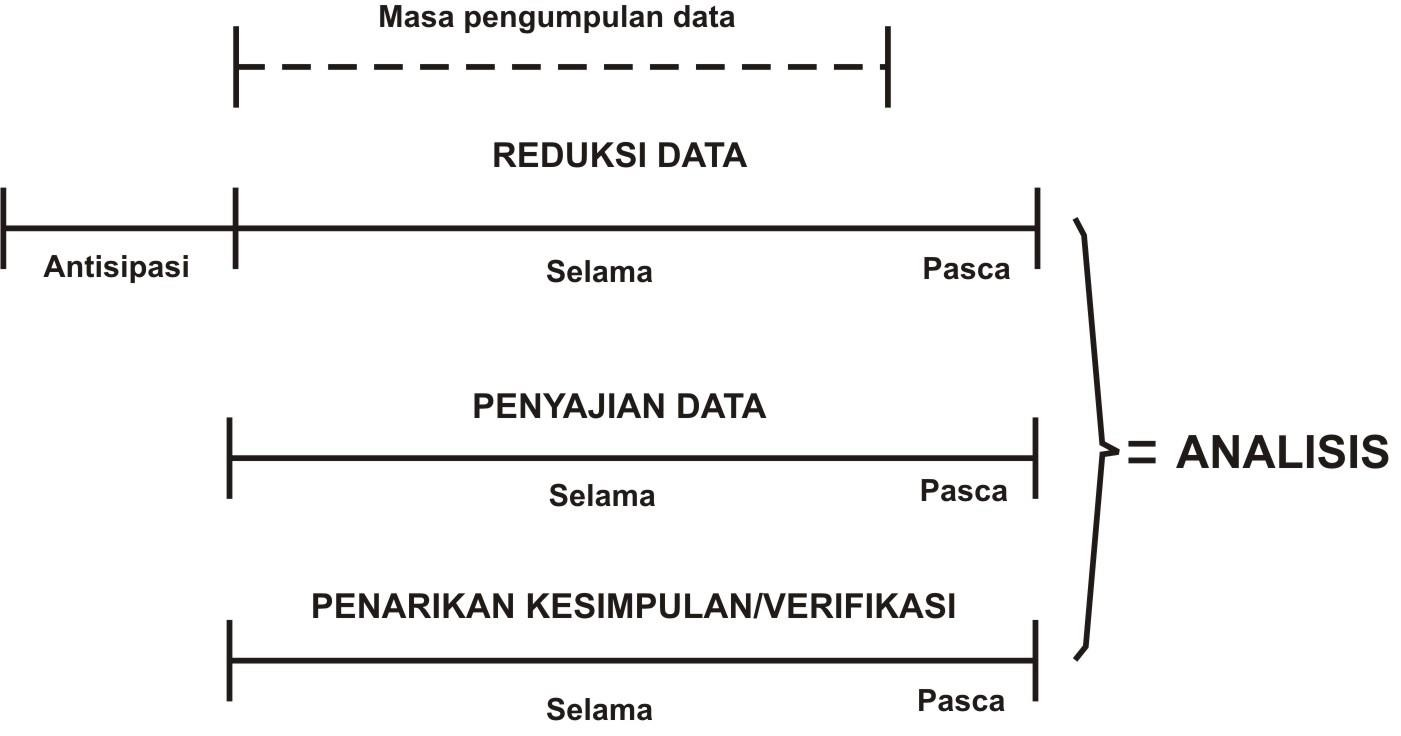 Masa pengumpulan data
REDUKSI DATA
Antisipasi
Selama
Pasca
PENYAJIAN DATA
Selama
Pasca
= ANALISIS
PENARIKAN KESIMPULAN/VERIFIKASI
Selama
Pasca